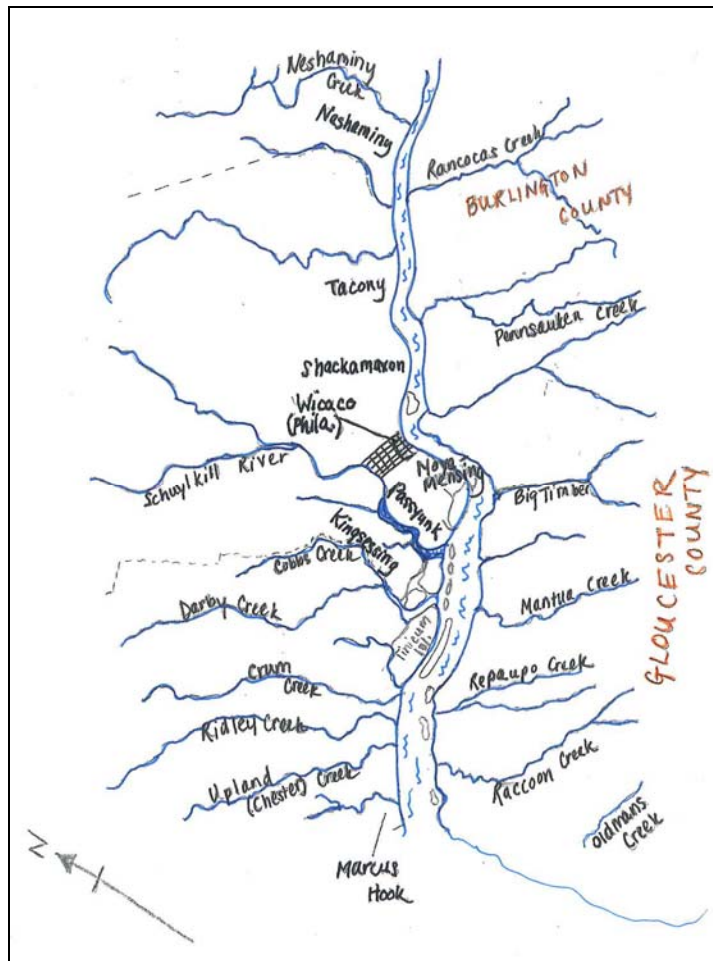 Neshaminy
Creek
Neshaminy
Rancocas Creek
BURLINGTON
COUNTY
Tacony
Pennsauken Creek
Shackamaxon
Wicaco
(Phila.)
Schuylkill River
Moya
Mensing
Passyunk
Big Timber
Kingsessing
Cobbs Creek
GLOUCESTER
COUNTY
Darby Creek
Mantua Creek
Tinicum
Isl.
Crum
Creek
Repaupo Creek
Ridley Creek
Upland
(Chester) Creek
Raccoon Creek
Oldmans
Creek
Marcus
Hook
N